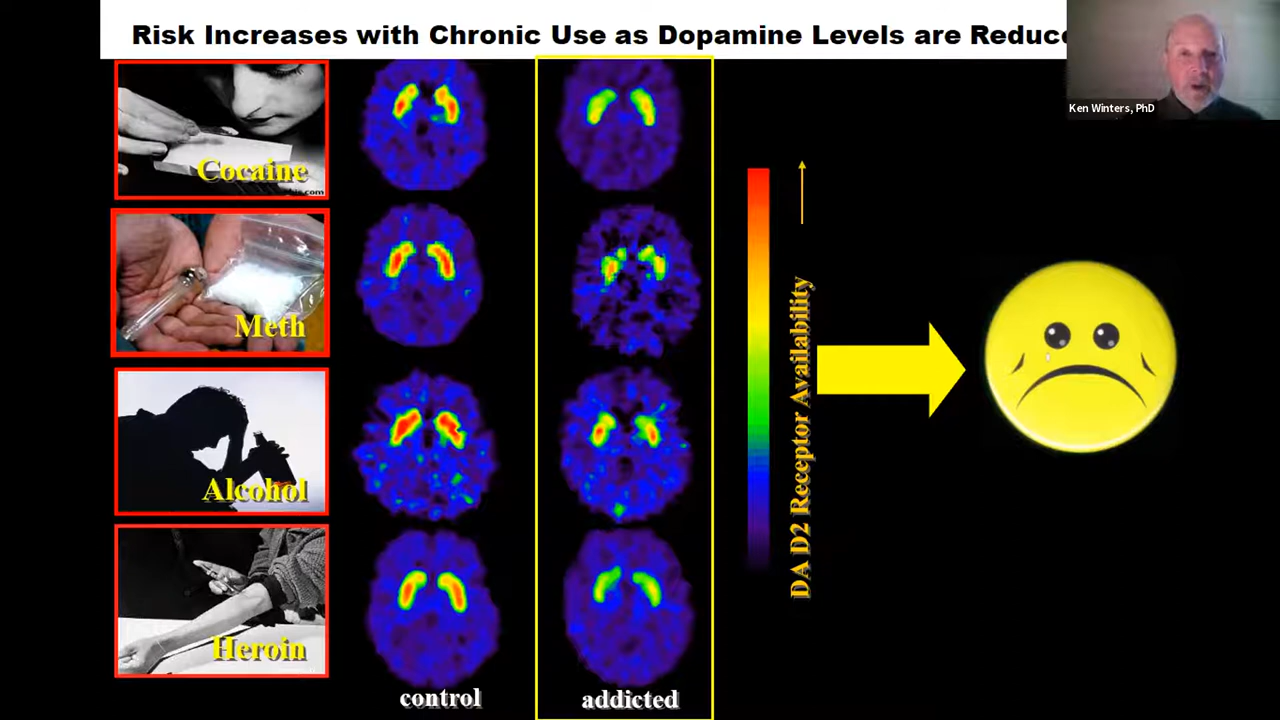 Risk Increases with Chronic Use as Dopamine Levels are Reduce
Ken Winters, PhD
Cocaine
Meth
Alcohol
Heroin
control
addicted
DA D2 Receptor Availability